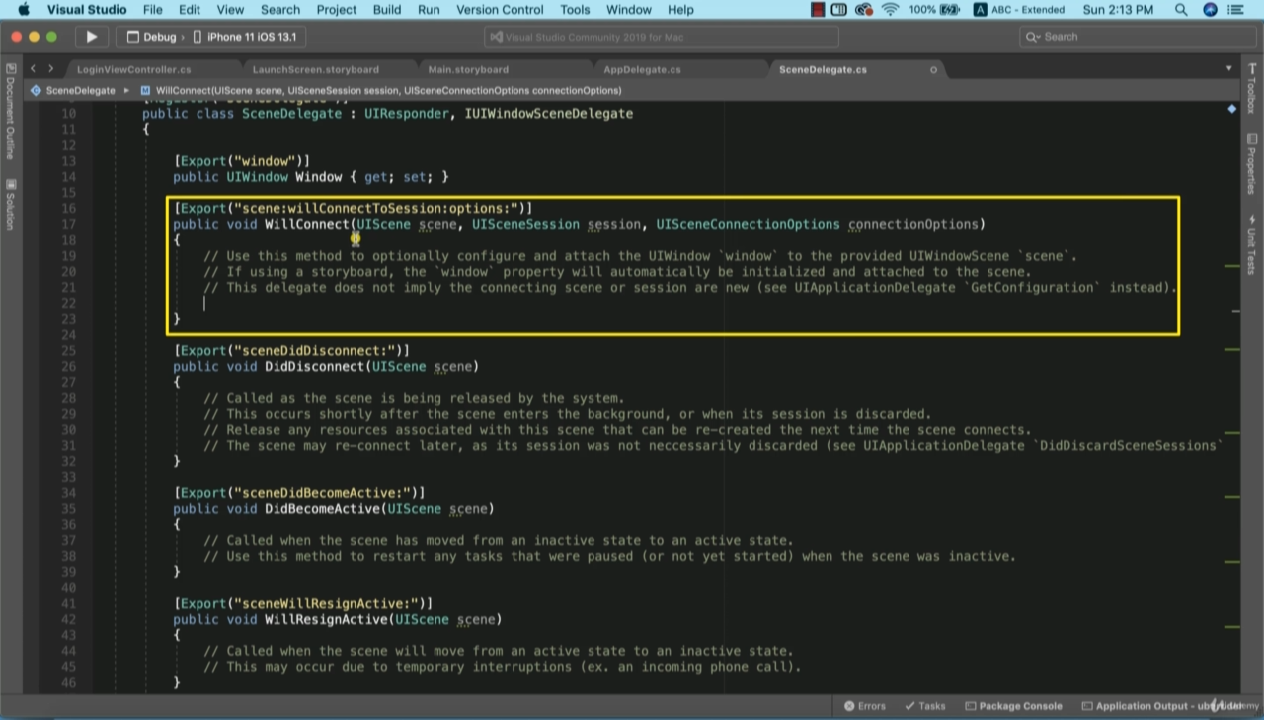 Visual Studio File Edit View Search Project Build Run Version Control Tools Window Help 100% A ABC - Extended Sun 2:13 PM
Debug › iPhone 11 iOS 13.1 Visual Studio Community 2019 for Mac Search
LoginViewController.cs LaunchScreen.storyboard Main.storyboard AppDelegate.cs SceneDelegate.cs
SceneDelegate ▸ M WillConnect(UIScene scene, UISceneSession session, UISceneConnectionOptions connectionOptions)
Document Outline
Solution
Toolbox
Properties
Unit Tests
10 public class SceneDelegate : UIResponder, IUIWindowSceneDelegate
11 {
12
13 [Export("window")]
14 public UIWindow Window { get; set; }
15
16 [Export("scene:willConnectToSession:options:")]
17 public void WillConnect(UIScene scene, UISceneSession session, UISceneConnectionOptions connectionOptions)
18 {
19 // Use this method to optionally configure and attach the UIWindow `window` to the provided UIWindowScene `scene`.
20 // If using a storyboard, the `window` property will automatically be initialized and attached to the scene.
21 // This delegate does not imply the connecting scene or session are new (see UIApplicationDelegate `GetConfiguration` instead).
22
23 }
24
25 [Export("sceneDidDisconnect:")]
26 public void DidDisconnect(UIScene scene)
27 {
28 // Called as the scene is being released by the system.
29 // This occurs shortly after the scene enters the background, or when its session is discarded.
30 // Release any resources associated with this scene that can be re-created the next time the scene connects.
31 // The scene may re-connect later, as its session was not neccessarily discarded (see UIApplicationDelegate `DidDiscardSceneSessions`
32 }
33
34 [Export("sceneDidBecomeActive:")]
35 public void DidBecomeActive(UIScene scene)
36 {
37 // Called when the scene has moved from an inactive state to an active state.
38 // Use this method to restart any tasks that were paused (or not yet started) when the scene was inactive.
39 }
40
41 [Export("sceneWillResignActive:")]
42 public void WillResignActive(UIScene scene)
43 {
44 // Called when the scene will move from an active state to an inactive state.
45 // This may occur due to temporary interruptions (ex. an incoming phone call).
46 }
Errors Tasks Package Console Application Output -